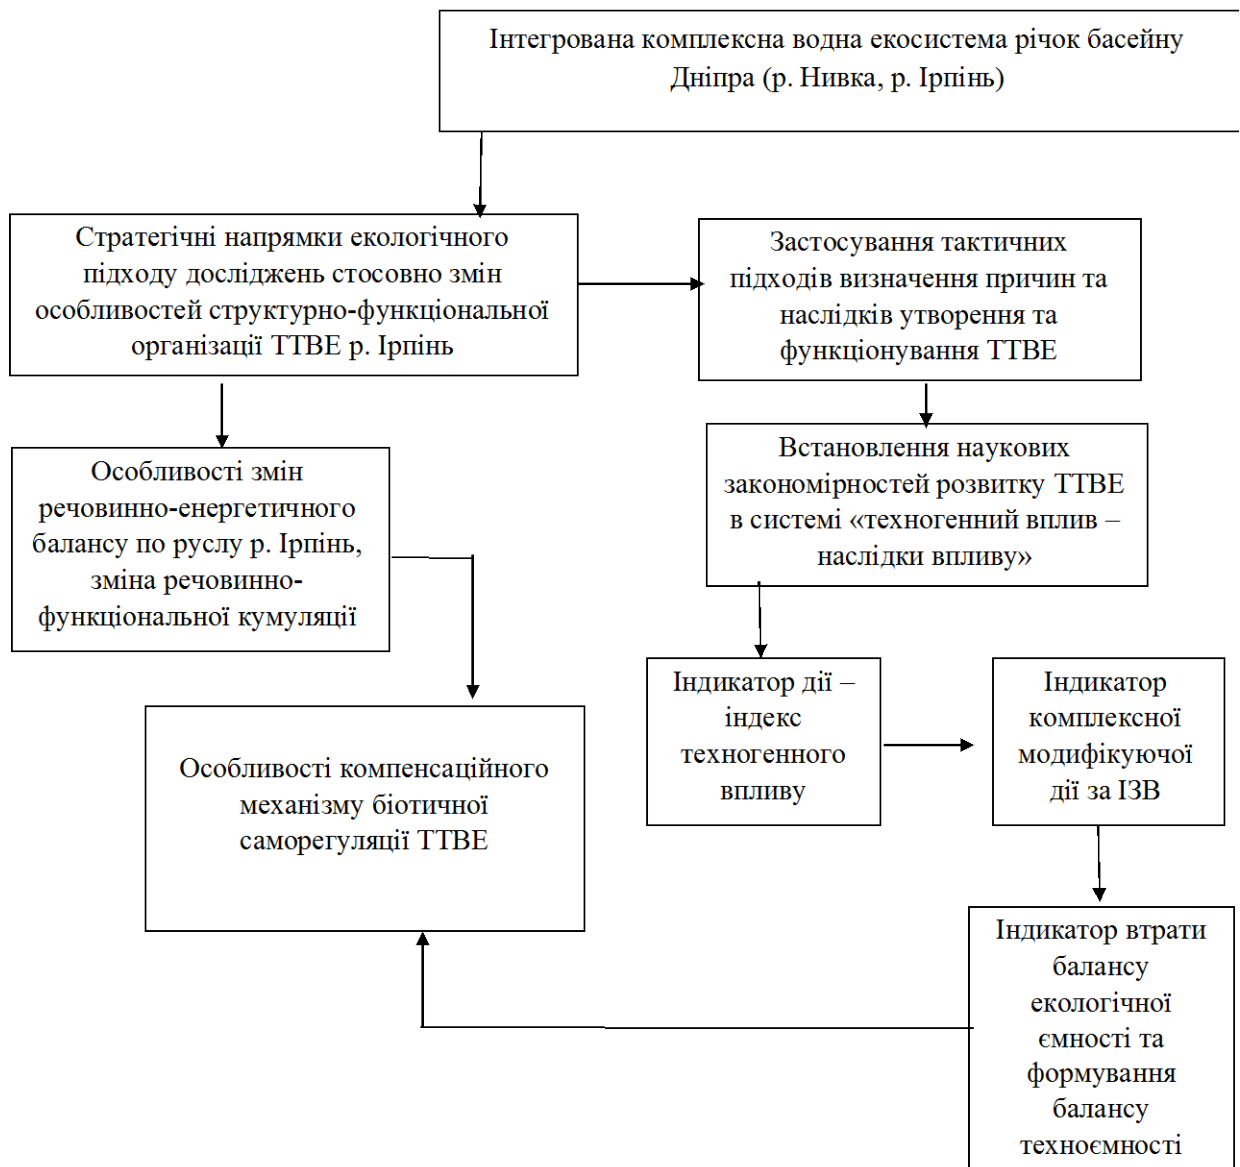 Інтегрована комплексна водна екосистема річок басейну
Дніпра (р. Нивка, р. Ірпінь)
Стратегічні напрямки екологічного
підходу досліджень стосовно змін
особливостей структурно-функціональної
організації ТТВЕ р. Ірпінь
Застосування тактичних
підходів визначення причин та
наслідків утворення та
функціонування ТТВЕ
Особливості змін
речовинно-енергетичного
балансу по руслу р. Ірпінь,
зміна речовинно-
функціональної кумуляції
Встановлення наукових
закономірностей розвитку ТТВЕ
в системі «техногенний вплив –
наслідки впливу»
Індикатор дії –
індекс
техногенного
впливу
Індикатор
комплексної
модифікуючої
дії за ІЗВ
Особливості компенсаційного
механізму біотичної
саморегуляції ТТВЕ
Індикатор втрати
балансу
екологічної
ємності та
формування
балансу
техноємності